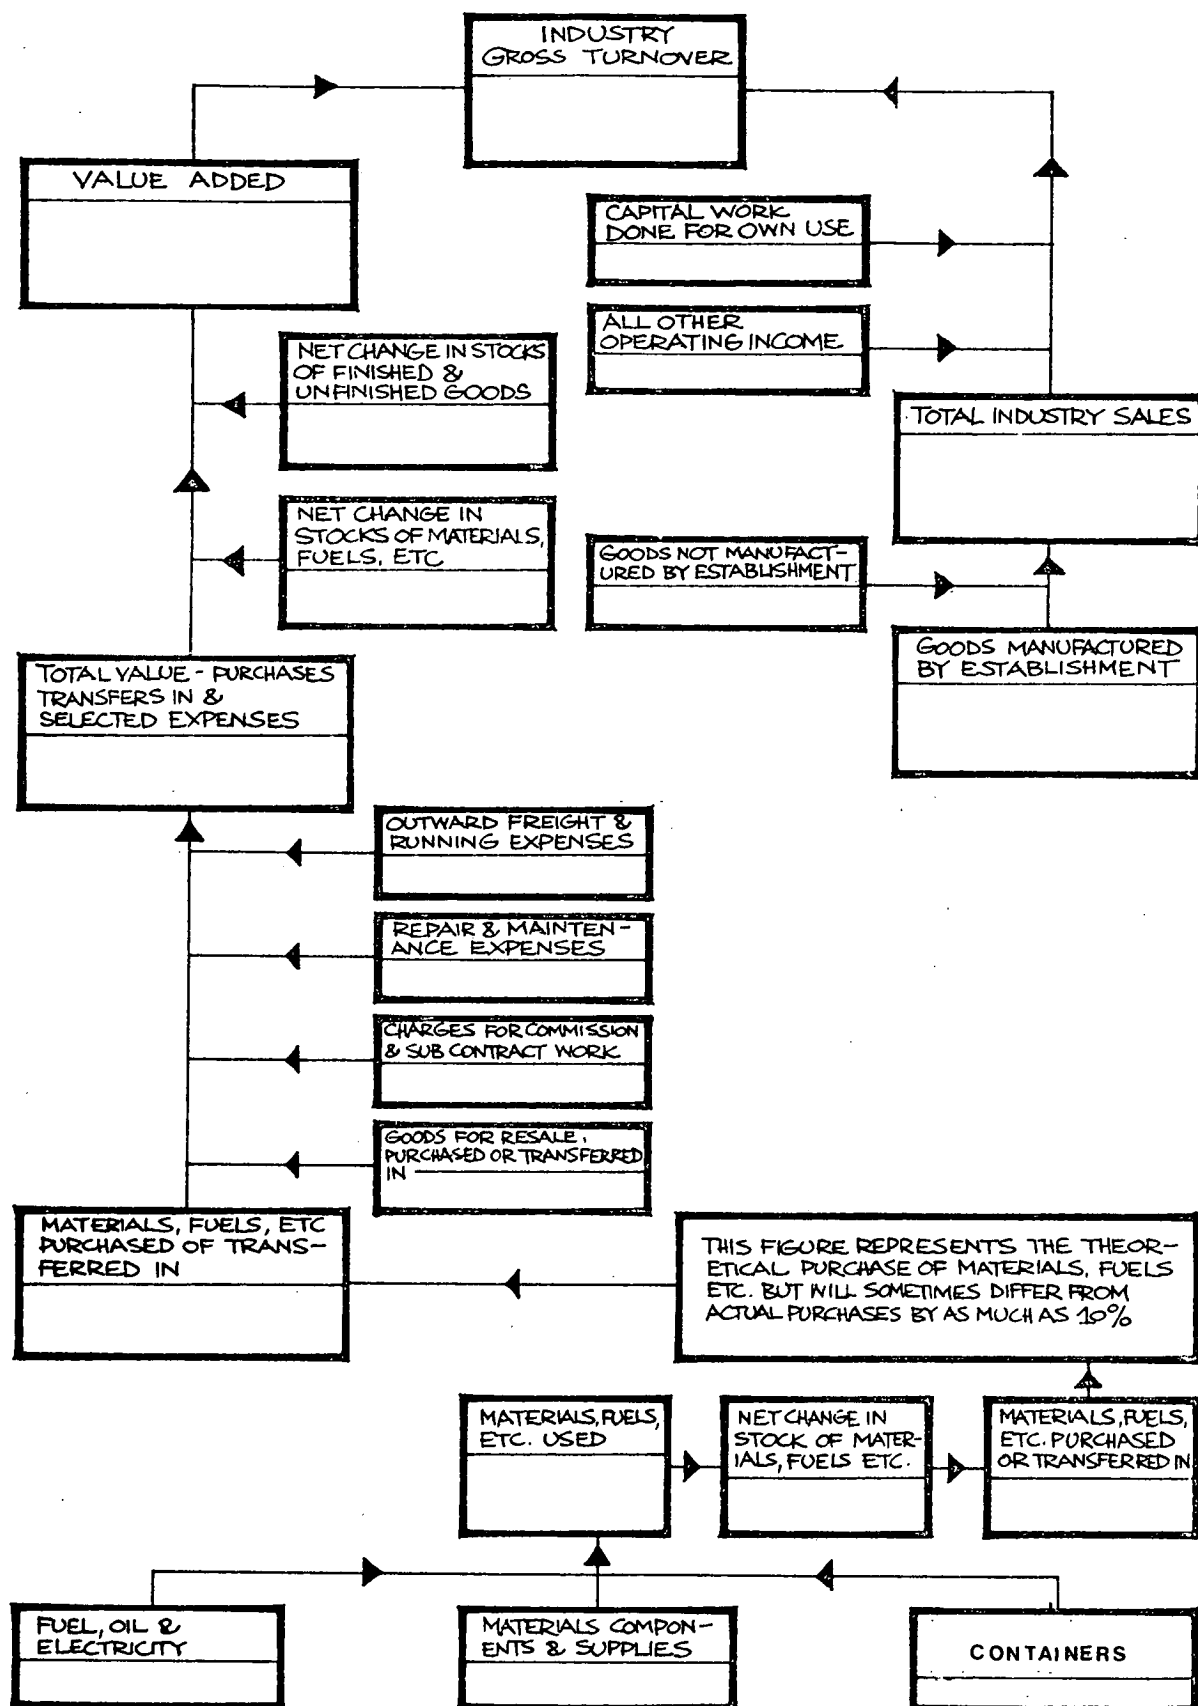 INDUSTRY
GROSS TURNOVER
VALUE ADDED
CAPITAL WORK
DONE FOR OWN USE
ALL OTHER
OPERATING INCOME
NET CHANGE IN STOCKS
OF FINISHED &
UNFINISHED GOODS
TOTAL INDUSTRY SALES
NET CHANGE IN
STOCKS OF MATERIALS,
FUELS, ETC
GOODS NOT MANUFACT-
URED BY ESTABLISHMENT
GOODS MANUFACTURED
BY ESTABLISHMENT
TOTAL VALUE - PURCHASES
TRANSFERS IN &
SELECTED EXPENSES
OUTWARD FREIGHT &
RUNNING EXPENSES
REPAIR & MAINTEN-
ANCE EXPENSES
CHARGES FOR COMMISSION
& SUB CONTRACT WORK
GOODS FOR RESALE,
PURCHASED OR TRANSFERRED
IN
MATERIALS, FUELS, ETC
PURCHASED OF TRANS-
FERRED IN
THIS FIGURE REPRESENTS THE THEOR-
ETICAL PURCHASE OF MATERIALS, FUELS
ETC. BUT WILL SOMETIMES DIFFER FROM
ACTUAL PURCHASES BY AS MUCH AS 10%
MATERIALS, FUELS,
ETC. USED
NET CHANGE IN
STOCK OF MATER-
IALS, FUELS ETC.
MATERIALS, FUELS,
ETC. PURCHASED
OR TRANSFERRED IN
FUEL, OIL &
ELECTRICITY
MATERIALS COMPON-
ENTS & SUPPLIES
CONTAINERS